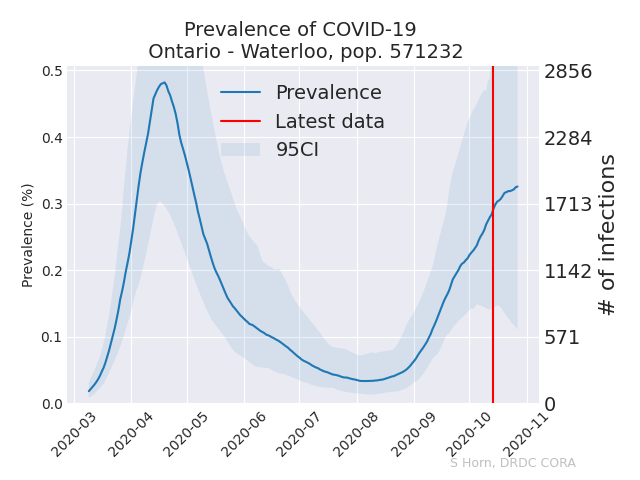 Prevalence of COVID-19
Ontario - Waterloo, pop. 571232
Prevalence
Latest data
95CI
Prevalence (%)
0.5
0.4
0.3
0.2
0.1
0.0
2856
2284
1713
1142
571
0
# of infections
2020-03
2020-04
2020-05
2020-06
2020-07
2020-08
2020-09
2020-10
2020-11
S Horn, DRDC CORA